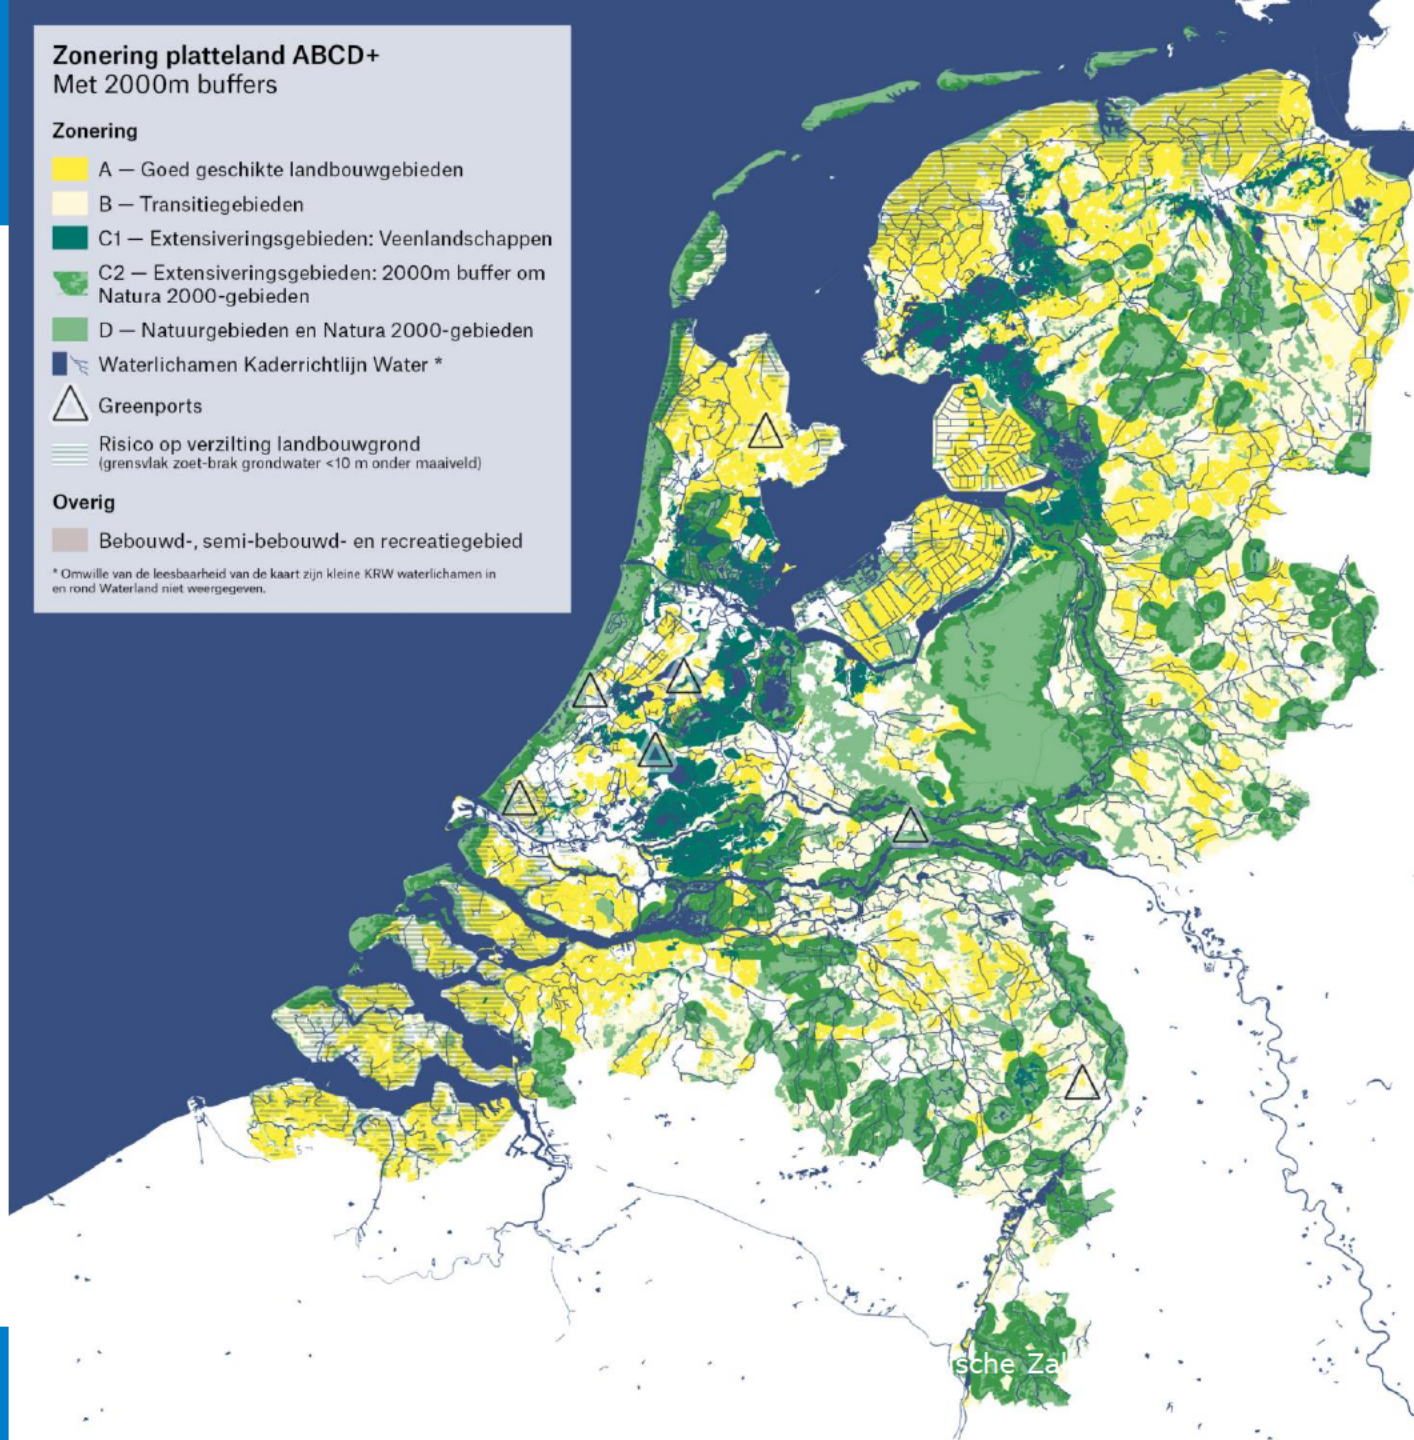 Zonering platteland ABCD+
Met 2000m buffers
Zonering
A — Goed geschikte landbouwgebieden
B — Transitiegebieden
C1 — Extensiveringsgebieden: Veenlandschappen
C2 — Extensiveringsgebieden: 2000m buffer om
Natura 2000-gebieden
D — Natuurgebieden en Natura 2000-gebieden
Waterlichamen Kaderrichtlijn Water *
Greenports
Risico op verzilting landbouwgrond
(grensvlak zoet-brak grondwater <10 m onder maaiveld)
Overig
Bebouwd-, semi-bebouwd- en recreatiegebied
* Omwille van de leesbaarheid van de kaart zijn kleine KRW waterlichamen in
en rond Waterland niet weergegeven.